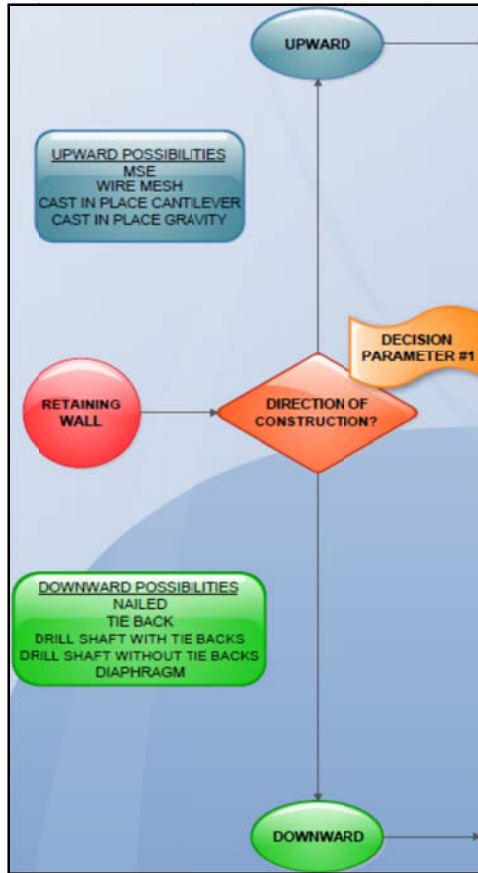 UPWARD
UPWARD POSSIBILITIES
MSE
WIRE MESH
CAST IN PLACE CANTILEVER
CAST IN PLACE GRAVITY
DECISION
PARAMETER #1
RETAINING
WALL
DIRECTION OF
CONSTRUCTION?
DOWNWARD POSSIBILITIES
NAILED
TIE BACK
DRILL SHAFT WITH TIE BACKS
DRILL SHAFT WITHOUT TIE BACKS
DIAPHRAGM
DOWNWARD